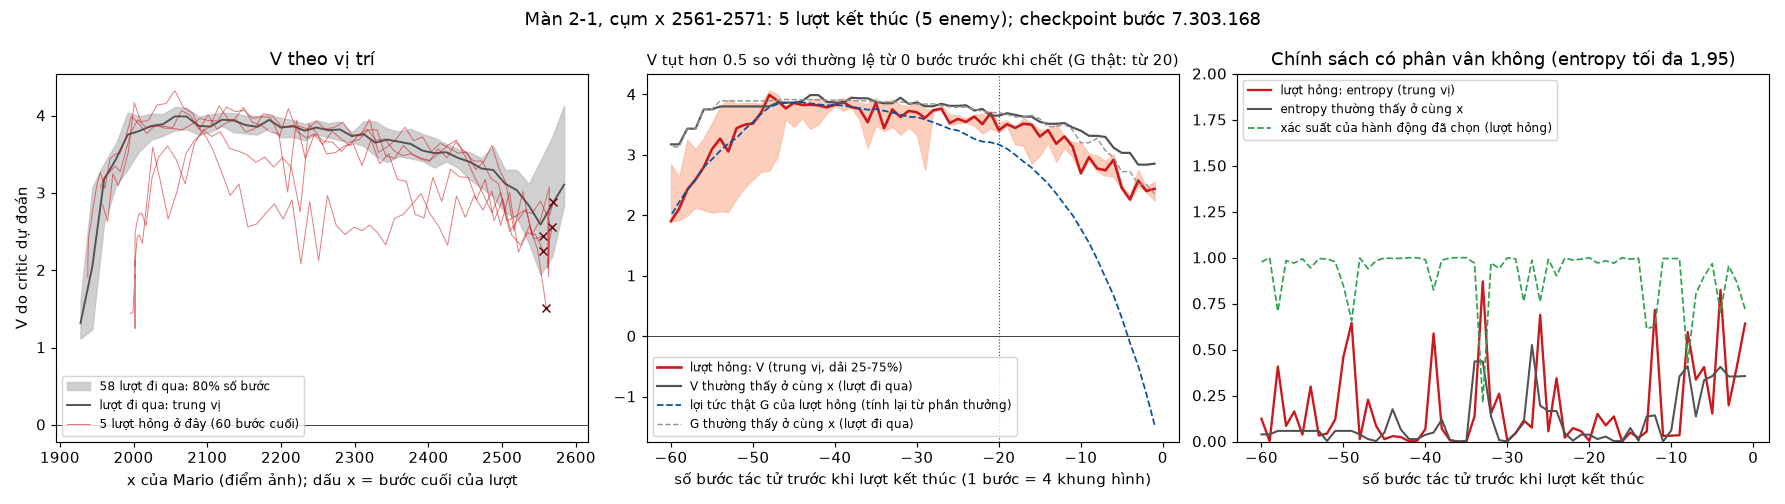 Màn 2-1, cụm x 2561-2571: 5 lượt kết thúc (5 enemy); checkpoint bước 7.303.168
V theo vị trí
V do critic dự đoán
4
3
2
1
0
58 lượt đi qua: 80% số bước
lượt đi qua: trung vị
5 lượt hỏng ở đây (60 bước cuối)
1900 2000 2100 2200 2300 2400 2500 2600
x của Mario (điểm ảnh); dấu x = bước cuối của lượt
V tụt hơn 0.5 so với thường lệ từ 0 bước trước khi chết (G thật: từ 20)
4
3
2
1
0
−1
lượt hỏng: V (trung vị, dải 25-75%)
V thường thấy ở cùng x (lượt đi qua)
lợi tức thật G của lượt hỏng (tính lại từ phần thưởng)
G thường thấy ở cùng x (lượt đi qua)
−60 −50 −40 −30 −20 −10 0
số bước tác tử trước khi lượt kết thúc (1 bước = 4 khung hình)
Chính sách có phân vân không (entropy tối đa 1,95)
2.00
1.75
1.50
1.25
1.00
0.75
0.50
0.25
0.00
lượt hỏng: entropy (trung vị)
entropy thường thấy ở cùng x
xác suất của hành động đã chọn (lượt hỏng)
−60 −50 −40 −30 −20 −10 0
số bước tác tử trước khi lượt kết thúc